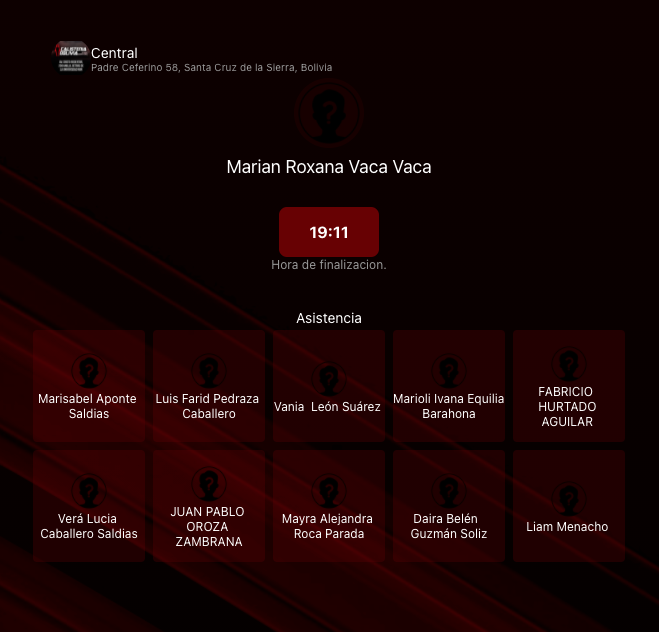 Central
Padre Ceferino 58, Santa Cruz de la Sierra, Bolivia
Marian Roxana Vaca Vaca
19:11
Hora de finalizacion.
Asistencia
Marisabel Aponte
Saldias
Luis Farid Pedraza
Caballero
Vania León Suárez
Marioli Ivana Equilia
Barahona
FABRICIO
HURTADO
AGUILAR
Verá Lucia
Caballero Saldias
JUAN PABLO
OROZA
ZAMBRANA
Mayra Alejandra
Roca Parada
Daira Belén
Guzmán Soliz
Liam Menacho